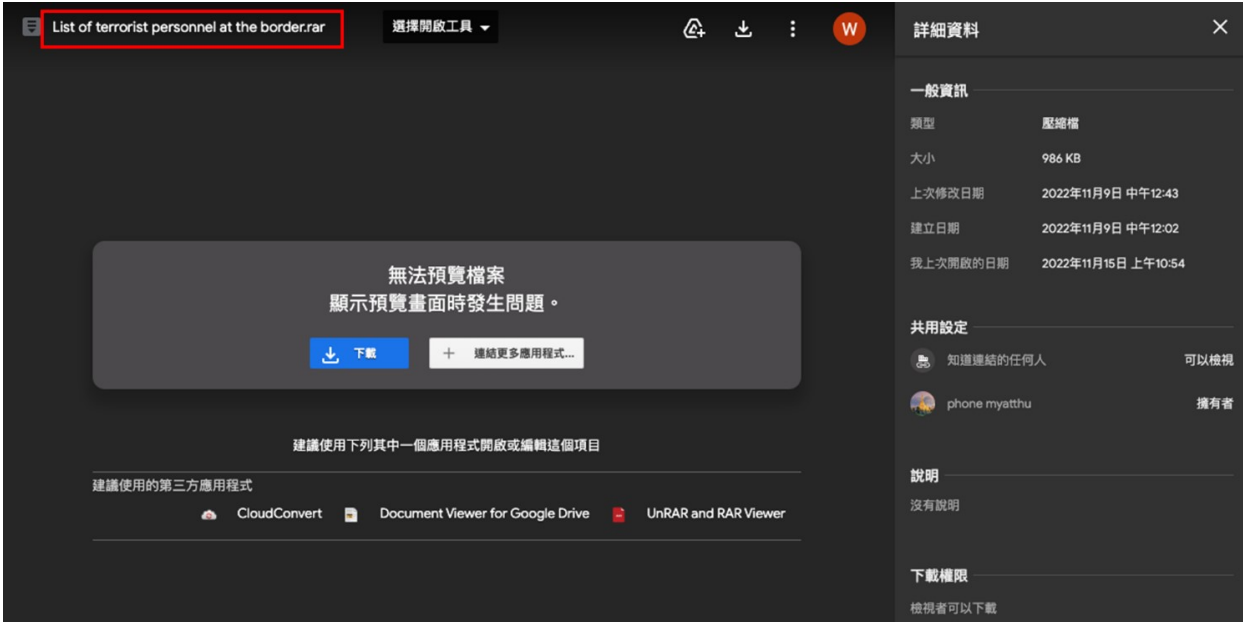 List of terrorist personnel at the border.rar
選擇開啟工具
W
無法預覽檔案
顯示預覽畫面時發生問題。
下載
連結更多應用程式...
建議使用下列其中一個應用程式開啟或編輯這個項目
建議使用的第三方應用程式
CloudConvert
Document Viewer for Google Drive
UnRAR and RAR Viewer
詳細資料
一般資訊
類型 壓縮檔
大小 986 KB
上次修改日期 2022年11月9日 中午12:43
建立日期 2022年11月9日 中午12:02
我上次開啟的日期 2022年11月15日 上午10:54
共用設定
知道連結的任何人 可以檢視
phone myatthu 擁有者
說明
沒有說明
下載權限
檢視者可以下載